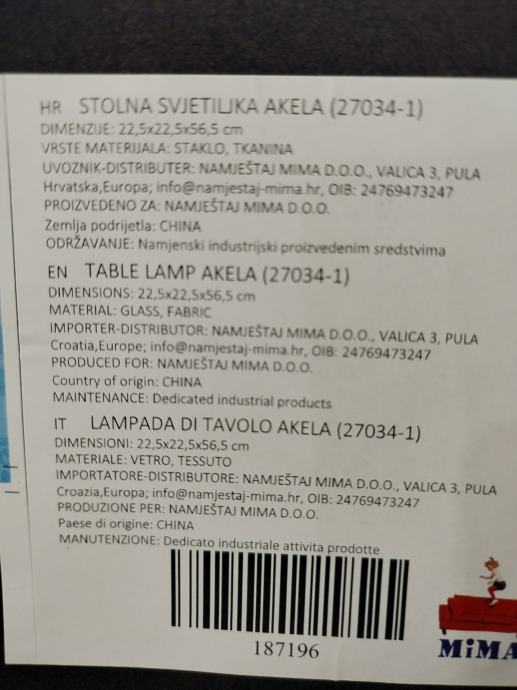 HR STOLNA SVJETILJKA AKELA (27034-1)
DIMENZIJE: 22,5x22,5x56,5 cm
VRSTE MATERIJALA: STAKLO, TKANINA
UVOZNIK-DISTRIBUTER: NAMJEŠTAJ MIMA D.O.O., VALICA 3, PULA
Hrvatska,Europa; info@namjestaj-mima.hr, OIB: 24769473247
PROIZVEDENO ZA: NAMJEŠTAJ MIMA D.O.O.
Zemlja podrijetla: CHINA
ODRŽAVANJE: Namjenski industrijski proizvedenim sredstvima
EN TABLE LAMP AKELA (27034-1)
DIMENSIONS: 22,5x22,5x56,5 cm
MATERIAL: GLASS, FABRIC
IMPORTER-DISTRIBUTOR: NAMJEŠTAJ MIMA D.O.O., VALICA 3, PULA
Croatia,Europe; info@namjestaj-mima.hr, OIB: 24769473247
PRODUCED FOR: NAMJEŠTAJ MIMA D.O.O.
Country of origin: CHINA
MAINTENANCE: Dedicated industrial products
IT LAMPADA DI TAVOLO AKELA (27034-1)
DIMENSIONI: 22,5x22,5x56,5 cm
MATERIALE: VETRO, TESSUTO
IMPORTATORE-DISTRIBUTORE: NAMJEŠTAJ MIMA D.O.O., VALICA 3, PULA
Croazia,Europa; info@namjestaj-mima.hr, OIB: 24769473247
PRODUZIONE PER: NAMJEŠTAJ MIMA D.O.O.
Paese di origine: CHINA
MANUTENZIONE: Dedicato industriale attivita prodotte
187196
MiMA